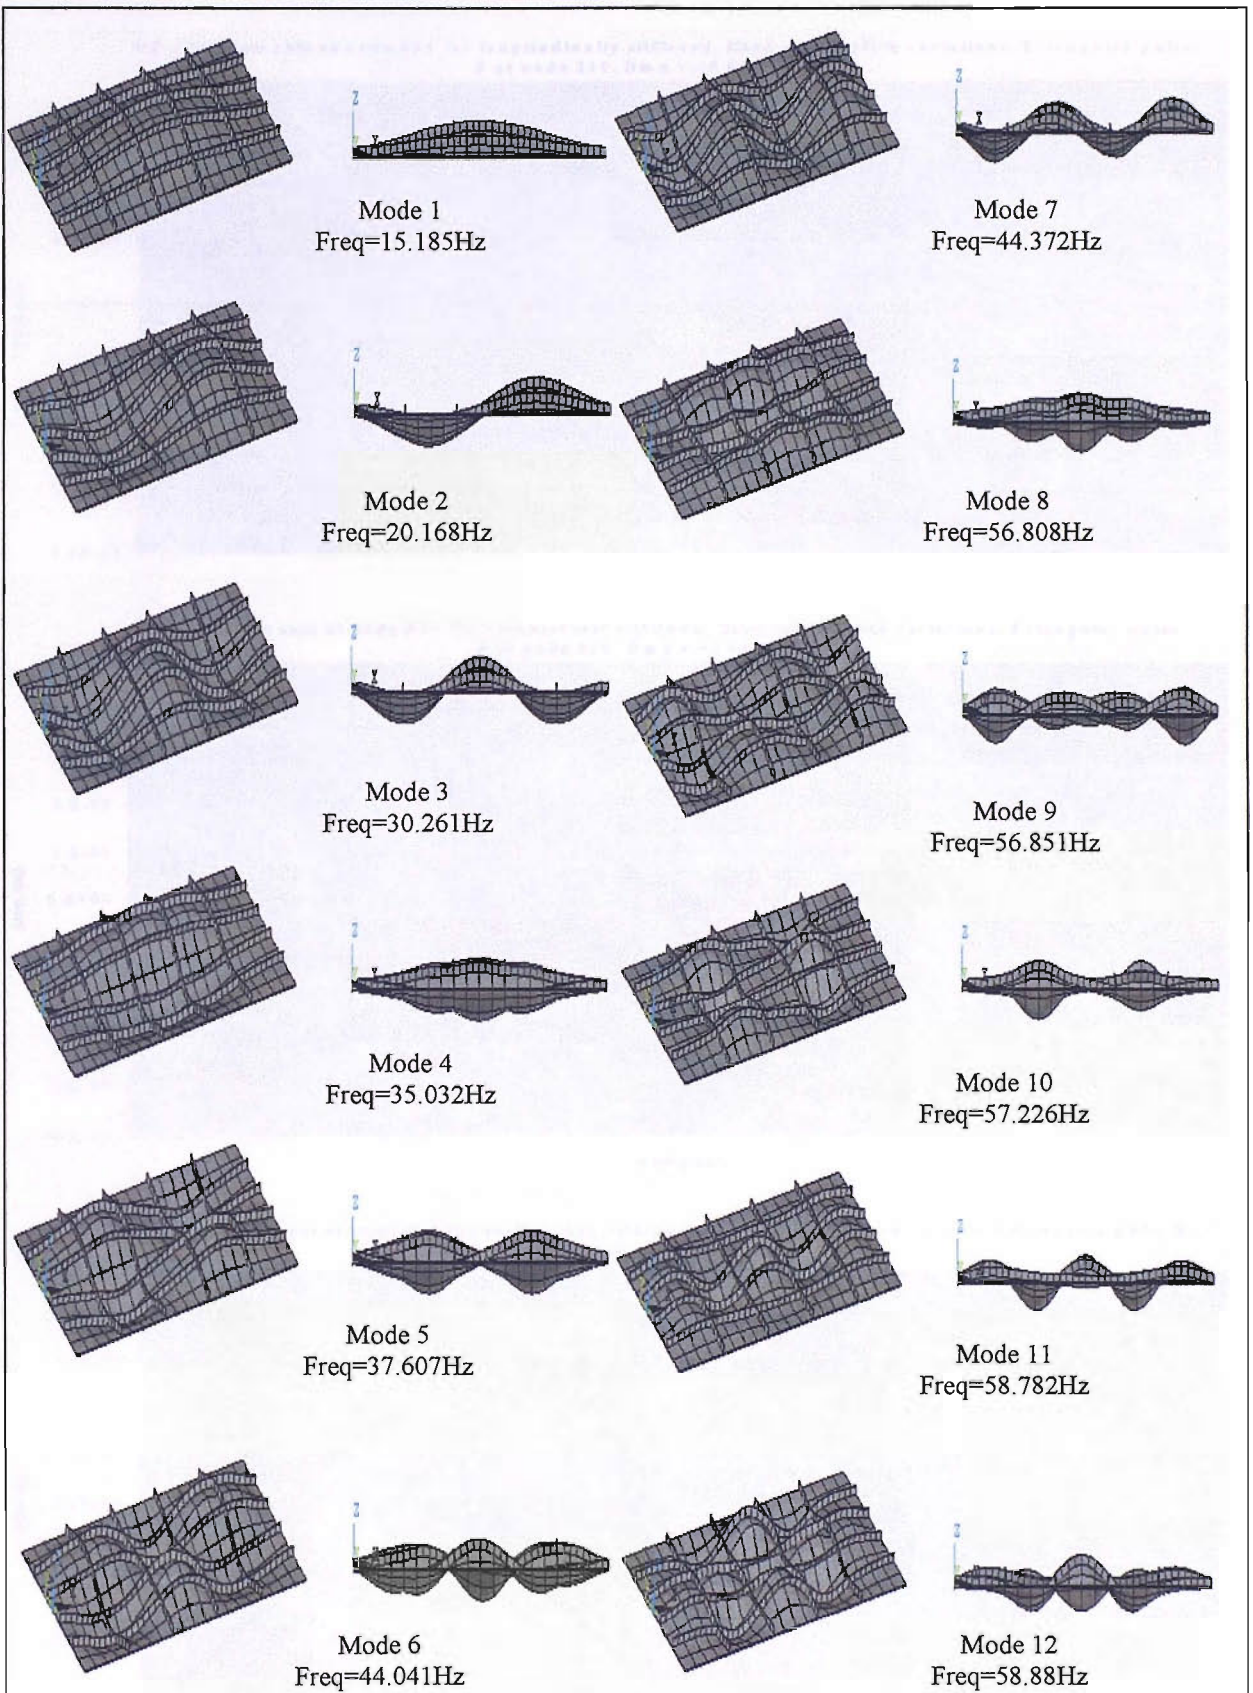 Mode 1
Freq=15.185Hz
Mode 2
Freq=20.168Hz
Mode 3
Freq=30.261Hz
Mode 4
Freq=35.032Hz
Mode 5
Freq=37.607Hz
Mode 6
Freq=44.041Hz
Mode 7
Freq=44.372Hz
Mode 8
Freq=56.808Hz
Mode 9
Freq=56.851Hz
Mode 10
Freq=57.226Hz
Mode 11
Freq=58.782Hz
Mode 12
Freq=58.88Hz